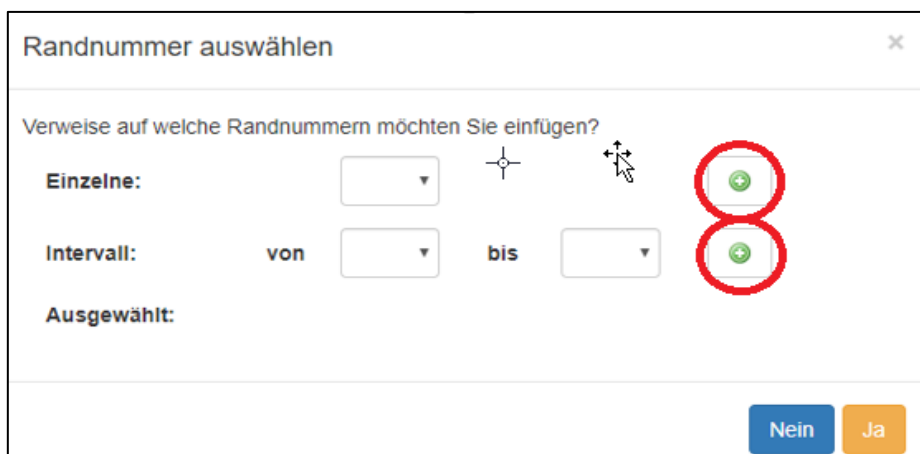 Randnummer auswählen ×
Verweise auf welche Randnummern möchten Sie einfügen?
Einzelne:
Intervall: von bis
Ausgewählt:
Nein Ja